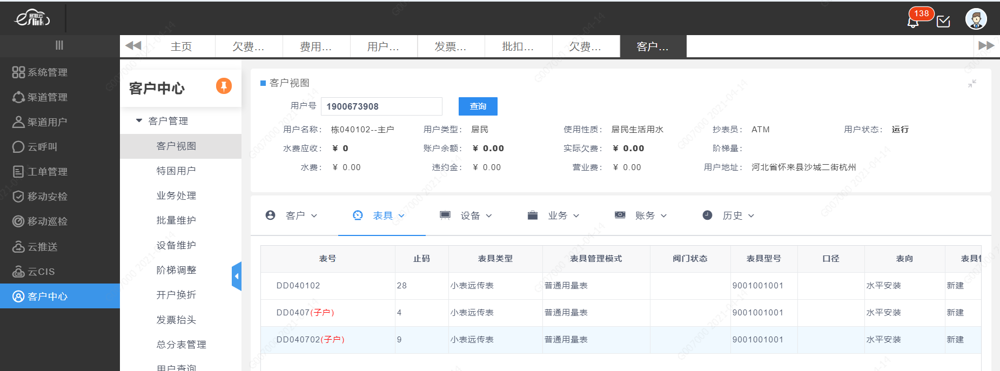 易联云
eslink
138
主页 欠费... 费用... 用户... 发票... 批扣... 欠费... 客户...
系统管理
渠道管理
渠道用户
云呼叫
工单管理
移动安检
移动巡检
云推送
云CIS
客户中心
客户中心
客户管理
客户视图
特困用户
业务处理
批量维护
设备维护
阶梯调整
开户换折
发票抬头
总分表管理
用户查询
客户视图
用户号 1900673908 查询
用户名称： 栋040102--主户 用户类型： 居民 使用性质： 居民生活用水 抄表员： ATM 用户状态： 运行
水费应收： ¥ 0 账户余额： ¥ 0.00 实际欠费： ¥ 0.00 阶梯量：
水费： ¥ 0.00 违约金： ¥ 0.00 营业费： ¥ 0.00 用户地址： 河北省怀来县沙城二街杭州
客户 表具 设备 业务 账务 历史
表号 止码 表具类型 表具管理模式 阀门状态 表具型号 口径 表向 表具
DD040102 28 小表远传表 普通用量表 9001001001 水平安装 新建
DD0407(子户) 4 小表远传表 普通用量表 9001001001 水平安装 新建
DD040702(子户) 9 小表远传表 普通用量表 9001001001 水平安装 新建
G007000 2021-04-14